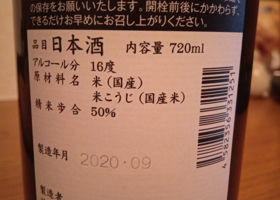 の保存をお願いいたします。開栓前後にかかわらず、
できるだけお早めにお召し上がりください。
品目 日本酒 内容量 720ml
アルコール分 16度
原材料名 米(国産)
米こうじ(国産米)
精米歩合 50%
製造年月 2020·09
製造者
4582356331251